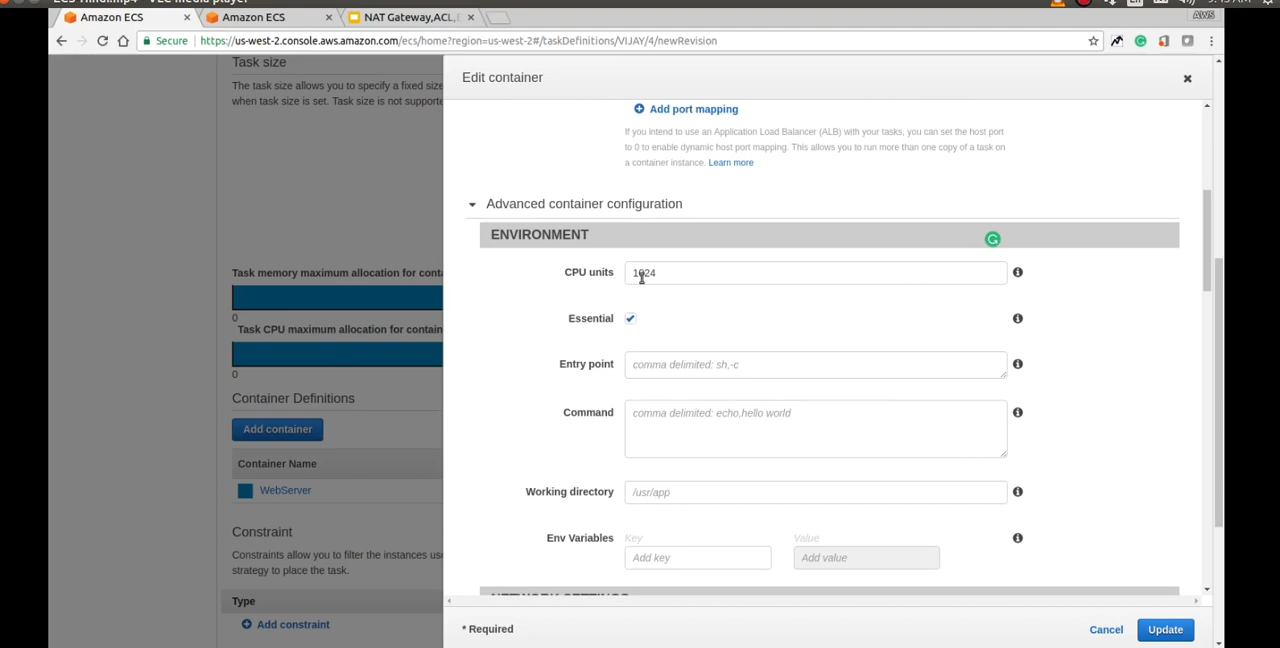 Amazon ECS × Amazon ECS × NAT Gateway,ACL, × AWS
Secure https://us-west-2.console.aws.amazon.com/ecs/home?region=us-west-2#/taskDefinitions/VIJAY/4/newRevision
Task size
The task size allows you to specify a fixed size
when task size is set. Task size is not supporte
Task memory maximum allocation for conta
0
Task CPU maximum allocation for contain
0
Container Definitions
Add container
Container Name
WebServer
Constraint
Constraints allow you to filter the instances use
strategy to place the task.
Type
Add constraint
Edit container
Add port mapping
If you intend to use an Application Load Balancer (ALB) with your tasks, you can set the host port
to 0 to enable dynamic host port mapping. This allows you to run more than one copy of a task on
a container instance. Learn more
Advanced container configuration
ENVIRONMENT
CPU units 1024
Essential
Entry point comma delimited: sh,-c
Command comma delimited: echo,hello world
Working directory /usr/app
Env Variables Key Value
Add key Add value
NETWORK SETTINGS
* Required Cancel Update